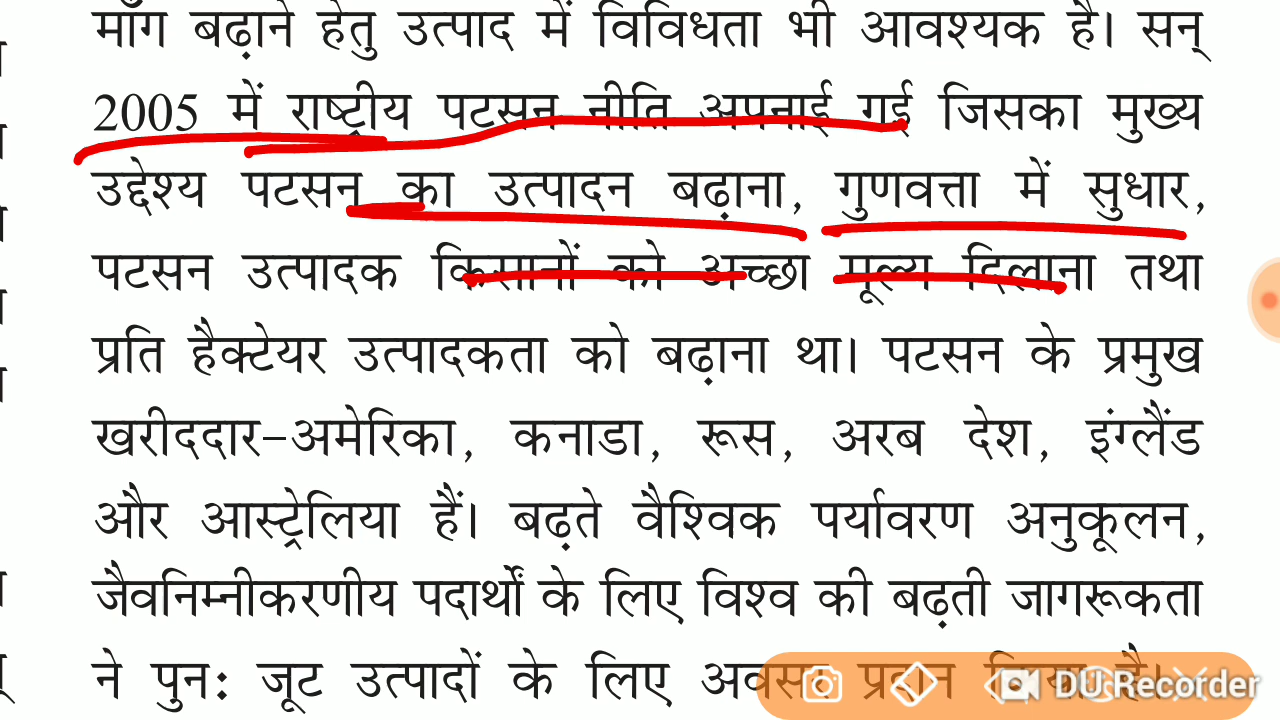 माँग बढ़ाने हेतु उत्पाद में विविधता भी आवश्यक है। सन्
2005 में राष्ट्रीय पटसन नीति अपनाई गई जिसका मुख्य
उद्देश्य पटसन का उत्पादन बढ़ाना, गुणवत्ता में सुधार,
पटसन उत्पादक किसानों को अच्छा मूल्य दिलाना तथा
प्रति हैक्टेयर उत्पादकता को बढ़ाना था। पटसन के प्रमुख
खरीददार-अमेरिका, कनाडा, रूस, अरब देश, इंग्लैंड
और आस्ट्रेलिया हैं। बढ़ते वैश्विक पर्यावरण अनुकूलन,
जैवनिम्नीकरणीय पदार्थों के लिए विश्व की बढ़ती जागरूकता
ने पुनः जूट उत्पादों के लिए अवसर प्रदान किया है।
DU Recorder